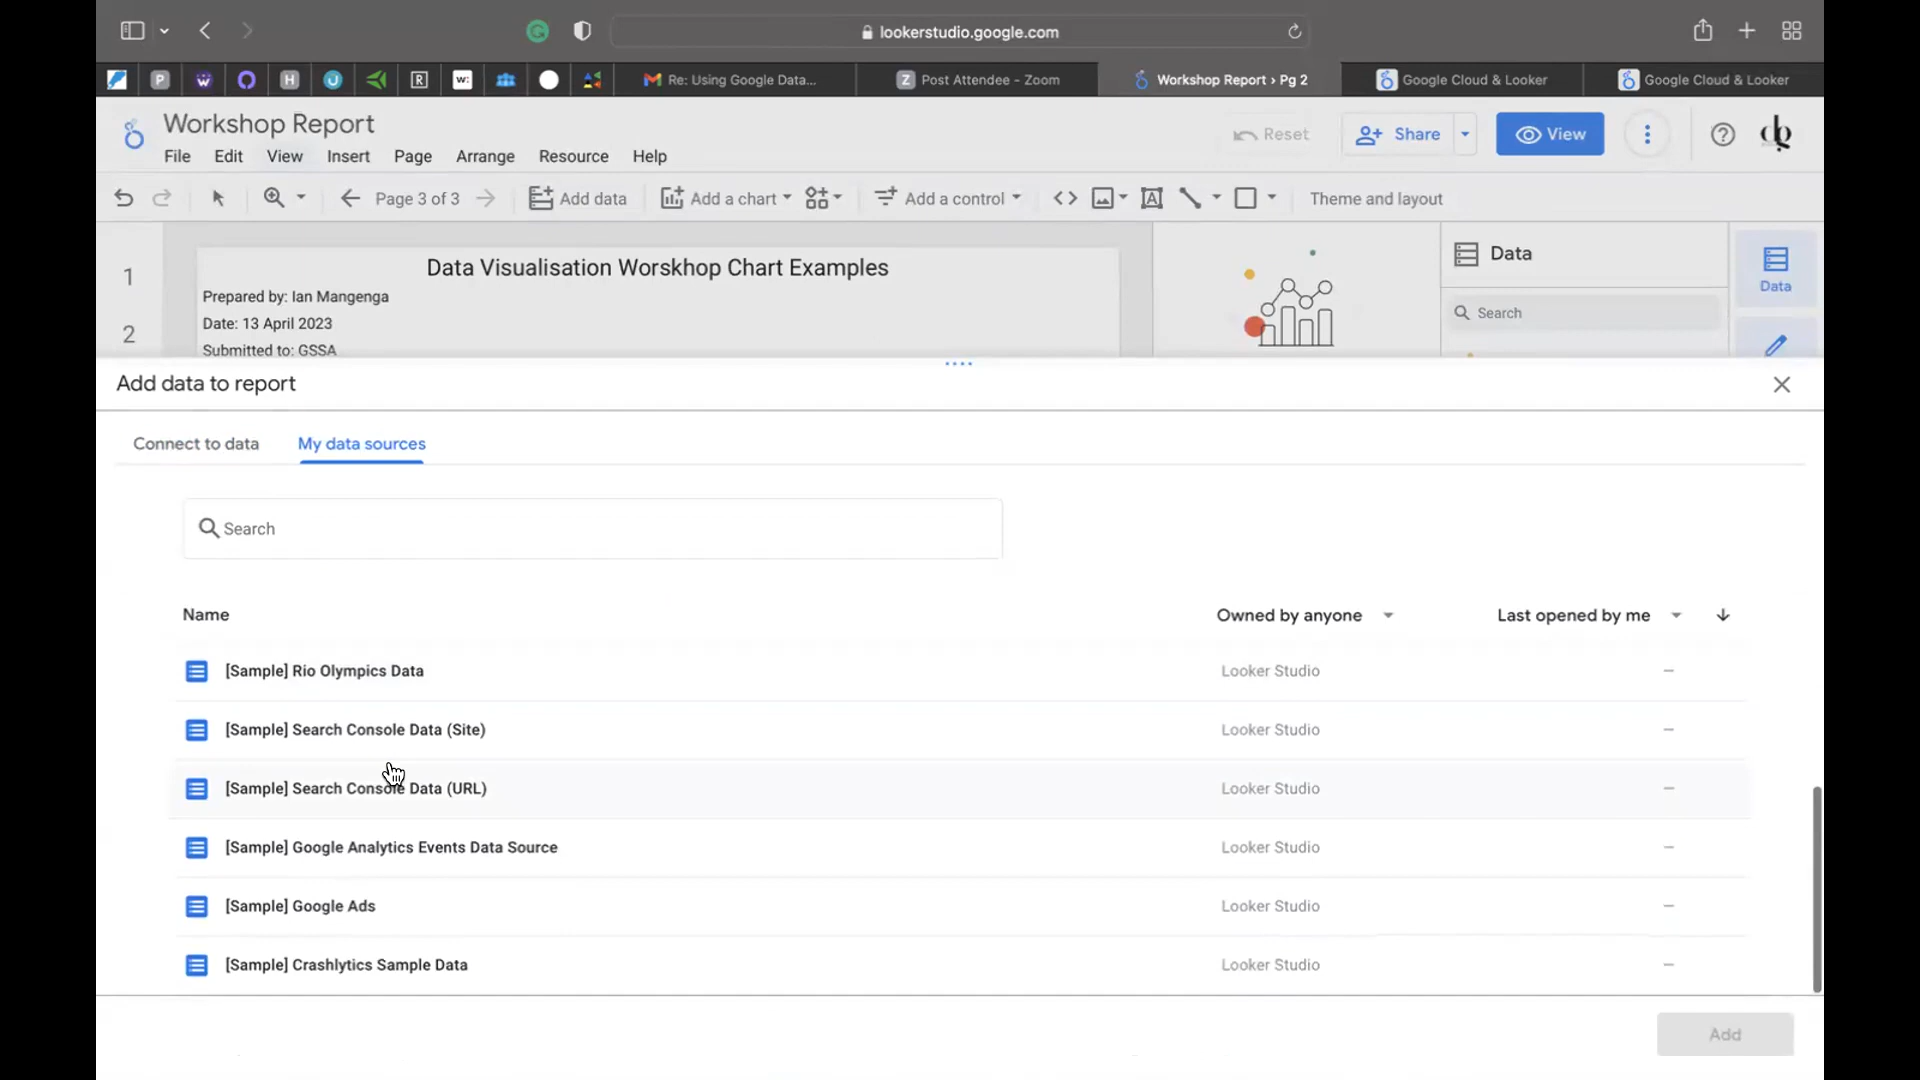 lookerstudio.google.com
P
w
H
J
R
w:
Re: Using Google Data...
Z Post Attendee - Zoom
Workshop Report › Pg 2
Google Cloud & Looker
Google Cloud & Looker
Workshop Report
Reset
Share
View
File Edit View Insert Page Arrange Resource Help
Page 3 of 3
Add data
Add a chart
Add a control
Theme and layout
1
2
Data Visualisation Worskhop Chart Examples
Prepared by: Ian Mangenga
Date: 13 April 2023
Submitted to: GSSA
Data
Search
Data
Add data to report
Connect to data
My data sources
Search
Name Owned by anyone Last opened by me
[Sample] Rio Olympics Data Looker Studio –
[Sample] Search Console Data (Site) Looker Studio –
[Sample] Search Console Data (URL) Looker Studio –
[Sample] Google Analytics Events Data Source Looker Studio –
[Sample] Google Ads Looker Studio –
[Sample] Crashlytics Sample Data Looker Studio –
Add